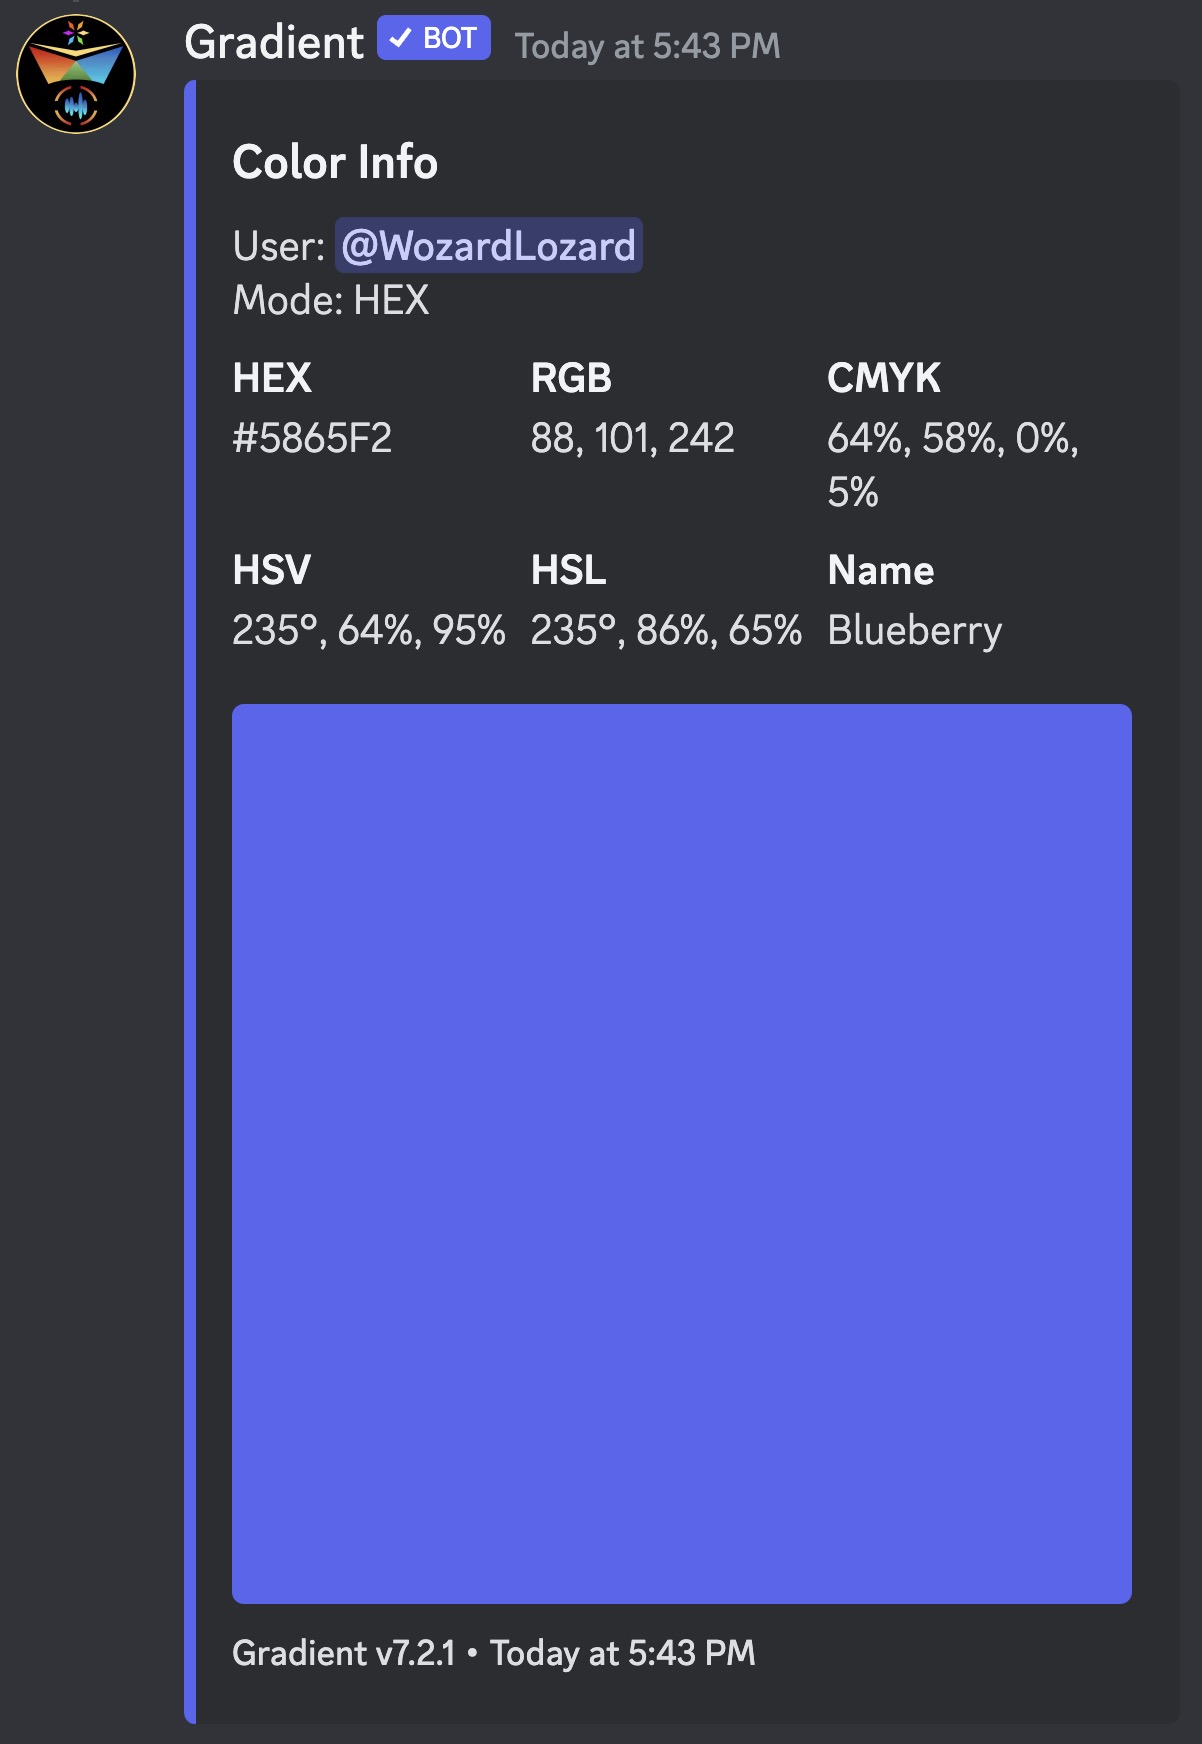 Gradient ✓ BOT Today at 5:43 PM
Color Info
User: @WozardLozard
Mode: HEX
HEX RGB CMYK
#5865F2 88, 101, 242 64%, 58%, 0%,
5%
HSV HSL Name
235°, 64%, 95% 235°, 86%, 65% Blueberry
Gradient v7.2.1 • Today at 5:43 PM